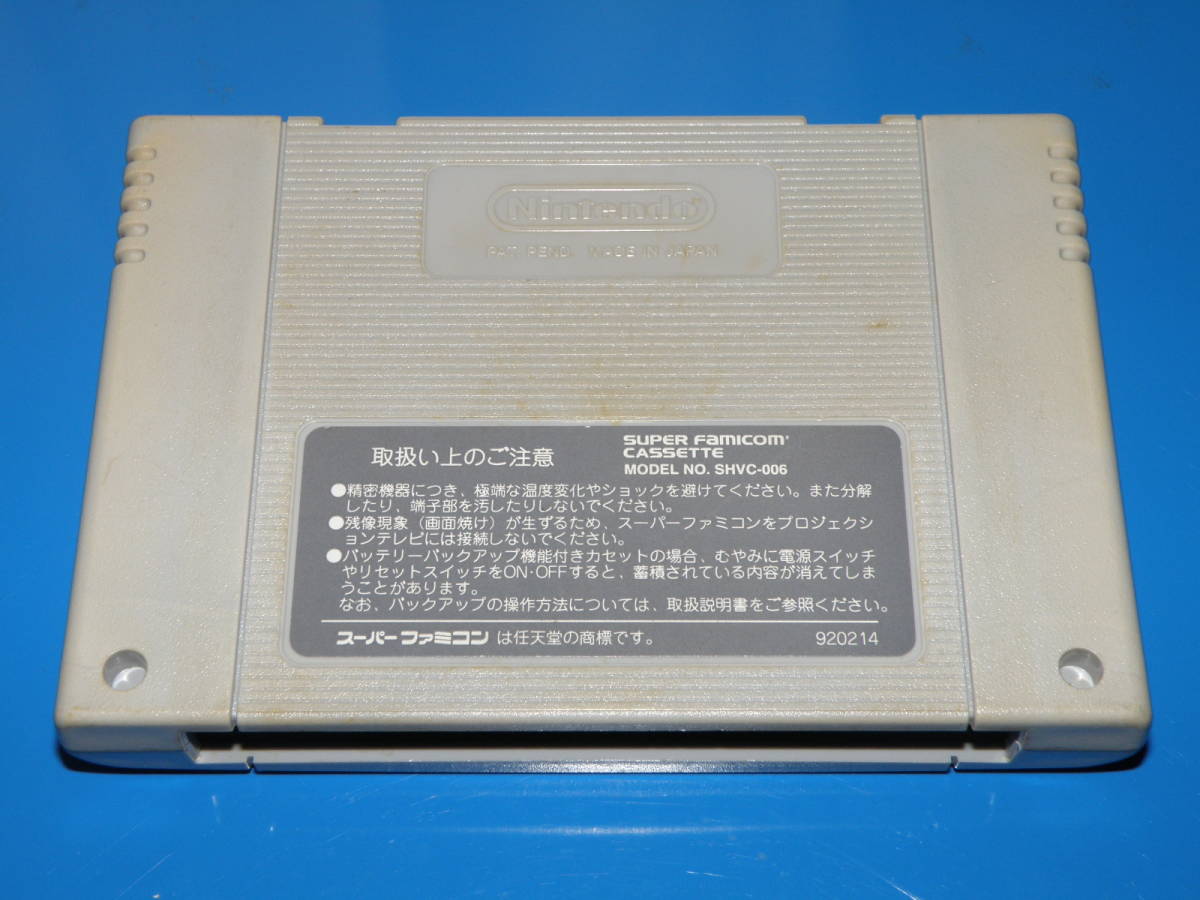 Nintendo®
PAT. PEND. MADE IN JAPAN
取扱い上のご注意
SUPER FAMICOM®
CASSETTE
MODEL NO. SHVC-006
●精密機器につき、極端な温度変化やショックを避けてください。また分解
したり、端子部を汚したりしないでください。
●残像現象（画面焼け）が生ずるため、スーパーファミコンをプロジェクシ
ョンテレビには接続しないでください。
●バッテリーバックアップ機能付きカセットの場合、むやみに電源スイッチ
やリセットスイッチをON・OFFすると、蓄積されている内容が消えてしま
うことがあります。
なお、バックアップの操作方法については、取扱説明書をご参照ください。
スーパーファミコンは任天堂の商標です。
920214